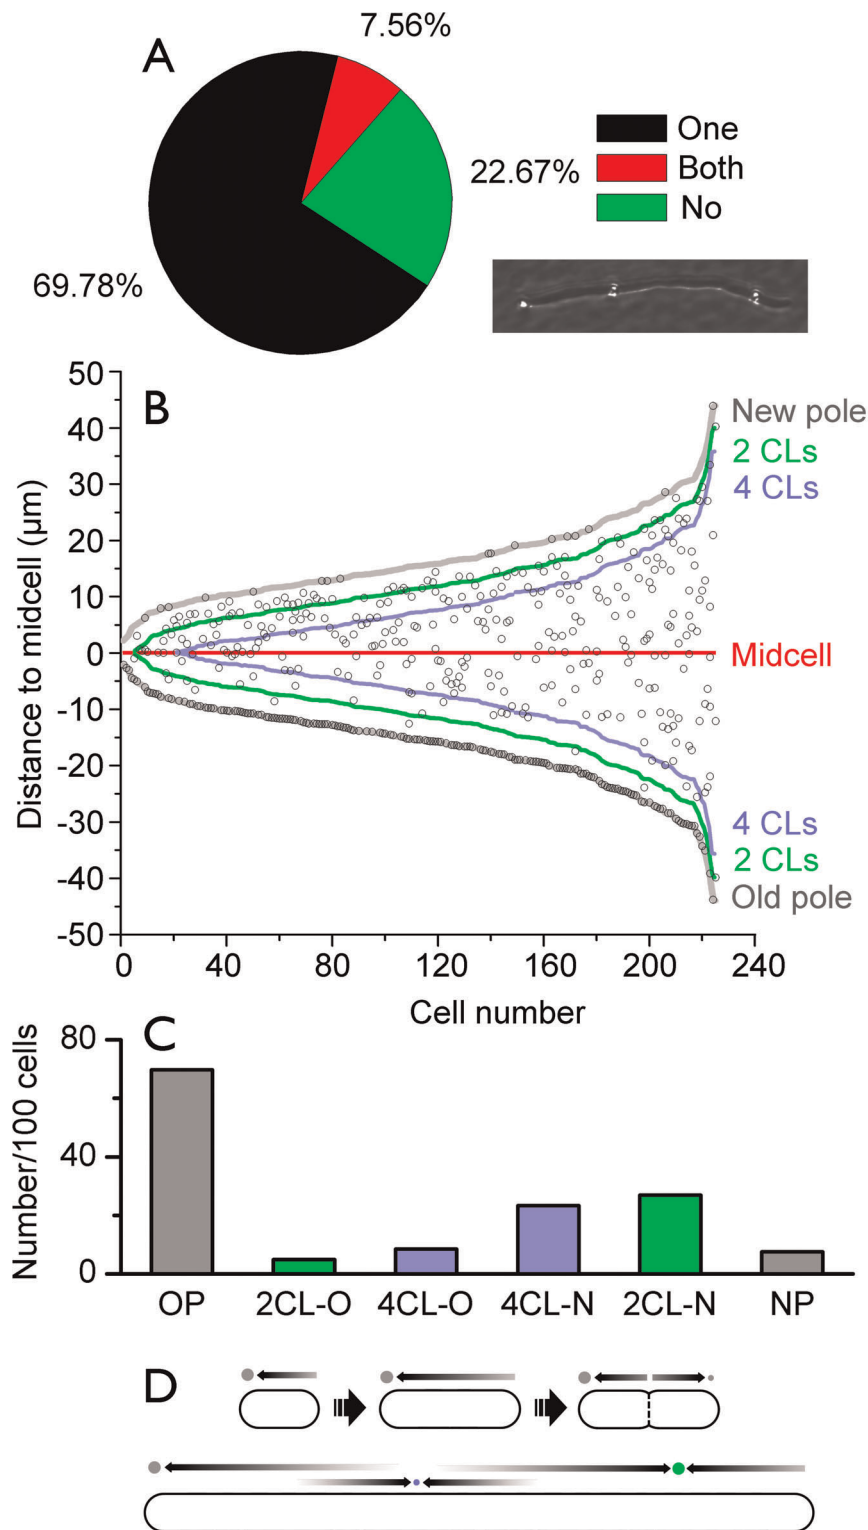 A
7.56%
22.67%
69.78%
One
Both
No
B
Distance to midcell (µm)
50
40
30
20
10
0
-10
-20
-30
-40
-50
New pole
2 CLs
4 CLs
Midcell
4 CLs
2 CLs
Old pole
0 40 80 120 160 200 240
Cell number
C
Number/100 cells
80
40
0
OP 2CL-O 4CL-O 4CL-N 2CL-N NP
D